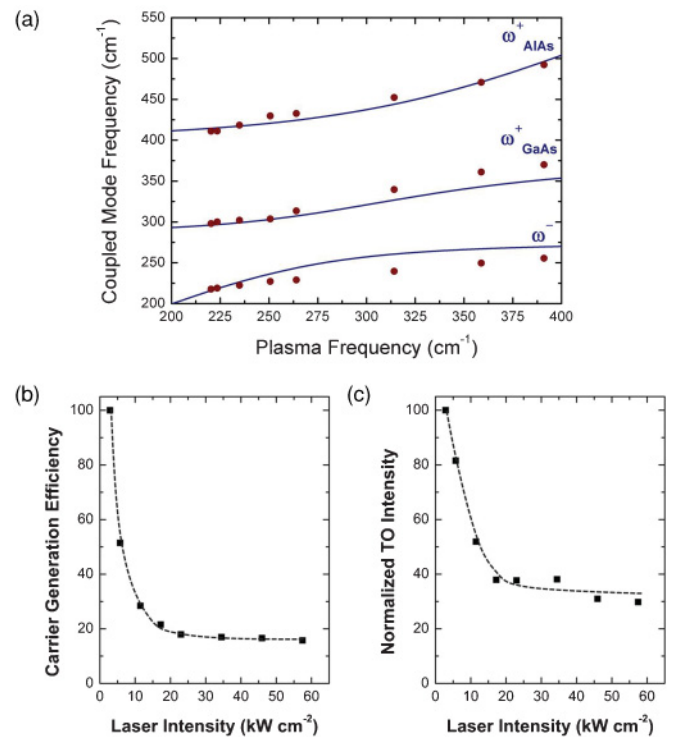 (a)
550
500
450
400
350
300
250
200
Coupled Mode Frequency (cm⁻¹)
ω⁺AlAs
ω⁺GaAs
ω⁻
200 225 250 275 300 325 350 375 400
Plasma Frequency (cm⁻¹)
(b)
100
80
60
40
20
0
Carrier Generation Efficiency
0 10 20 30 40 50 60
Laser Intensity (kW cm⁻²)
(c)
100
80
60
40
20
0
Normalized TO Intensity
0 10 20 30 40 50 60
Laser Intensity (kW cm⁻²)